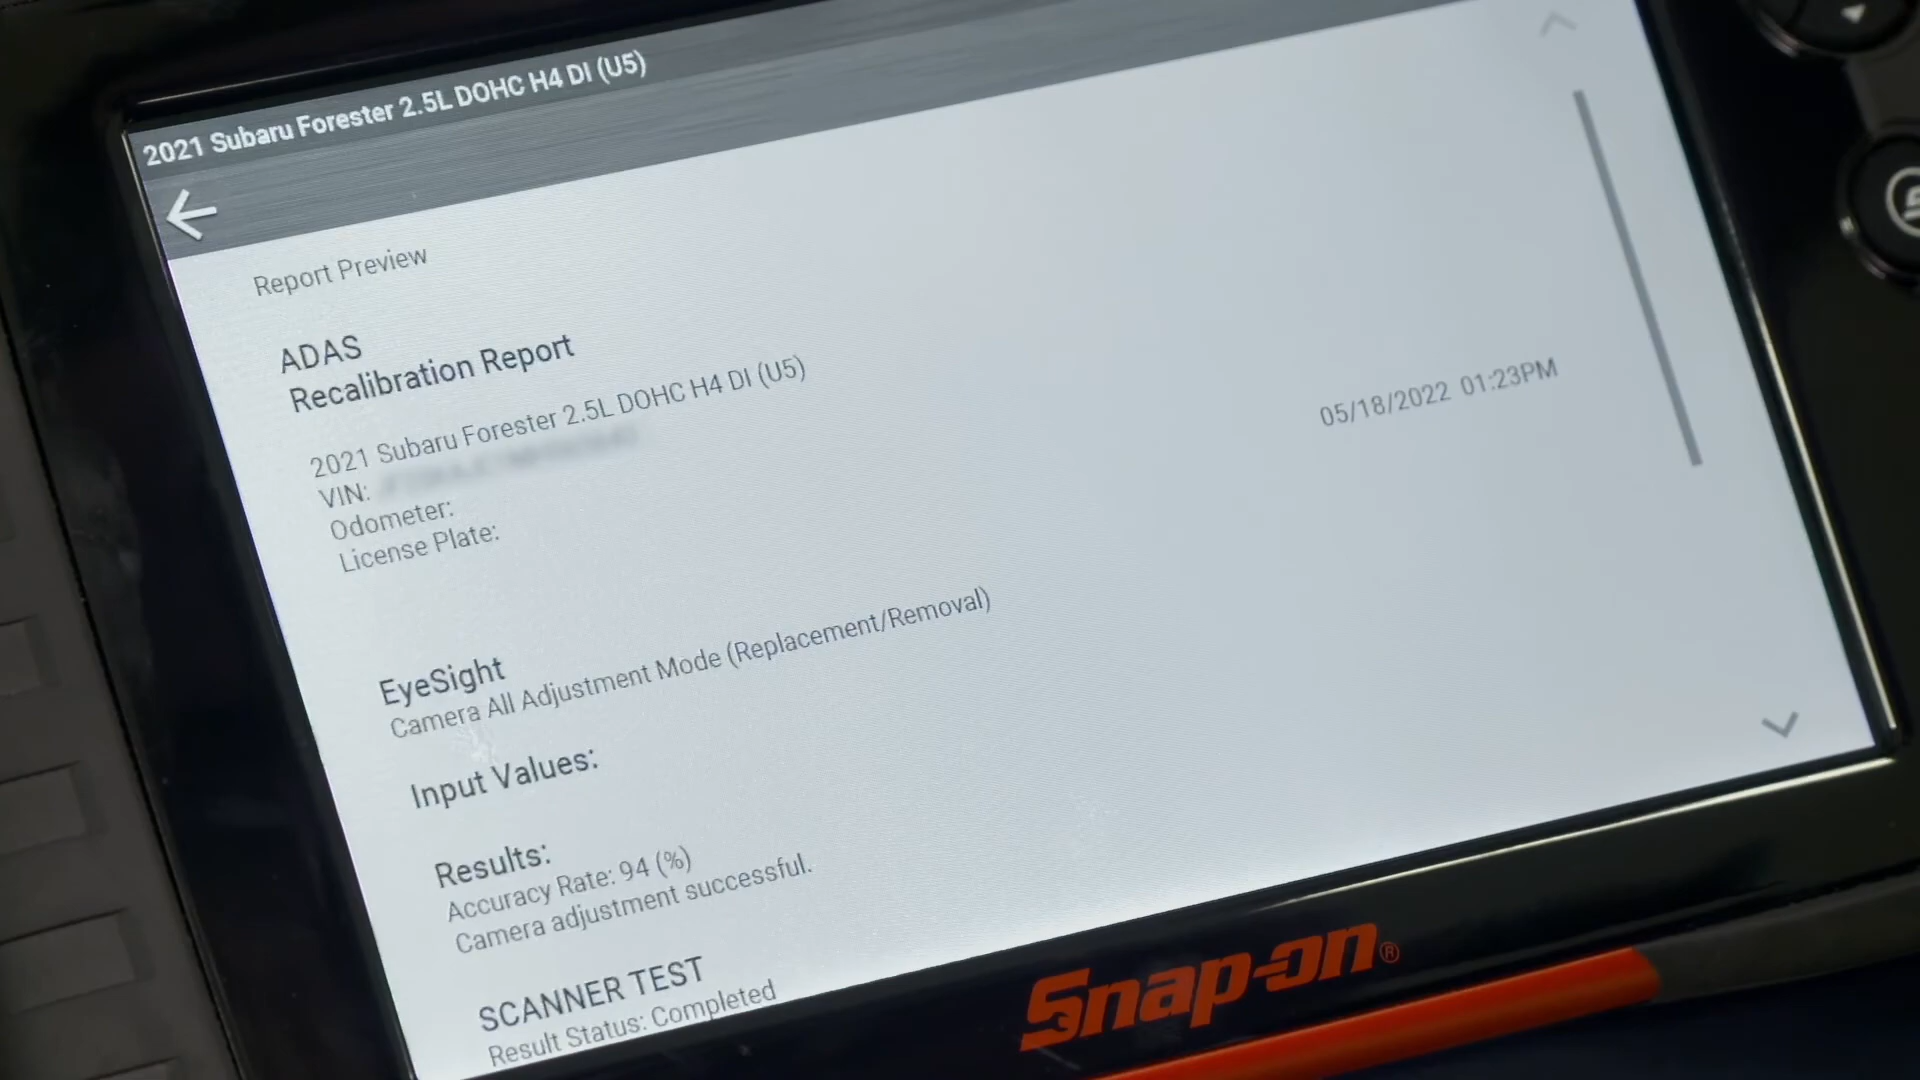 2021 Subaru Forester 2.5L DOHC H4 DI (U5)
Report Preview
ADAS
Recalibration Report
2021 Subaru Forester 2.5L DOHC H4 DI (U5)
05/18/2022 01:23PM
VIN:
Odometer:
License Plate:
EyeSight
Camera All Adjustment Mode (Replacement/Removal)
Input Values:
Results:
Accuracy Rate: 94 (%)
Camera adjustment successful.
SCANNER TEST
Result Status: Completed
Snap-on®